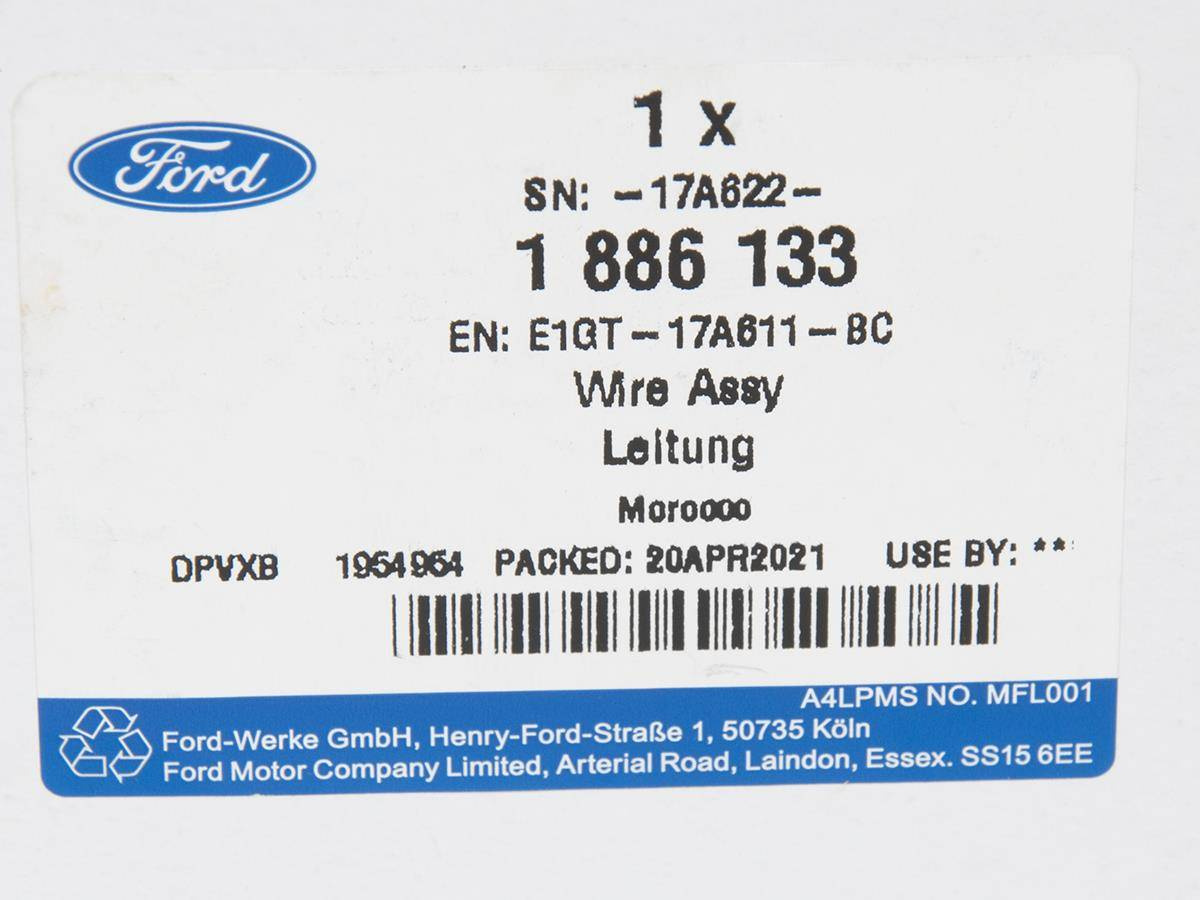 Ford
1 x
SN: -17A622-
1 886 133
EN: E1GT-17A611-BC
Wire Assy
Leitung
Morocco
DPVXB 1954954 PACKED: 20APR2021 USE BY: **
A4LPMS NO. MFL001
Ford-Werke GmbH, Henry-Ford-Straße 1, 50735 Köln
Ford Motor Company Limited, Arterial Road, Laindon, Essex. SS15 6EE